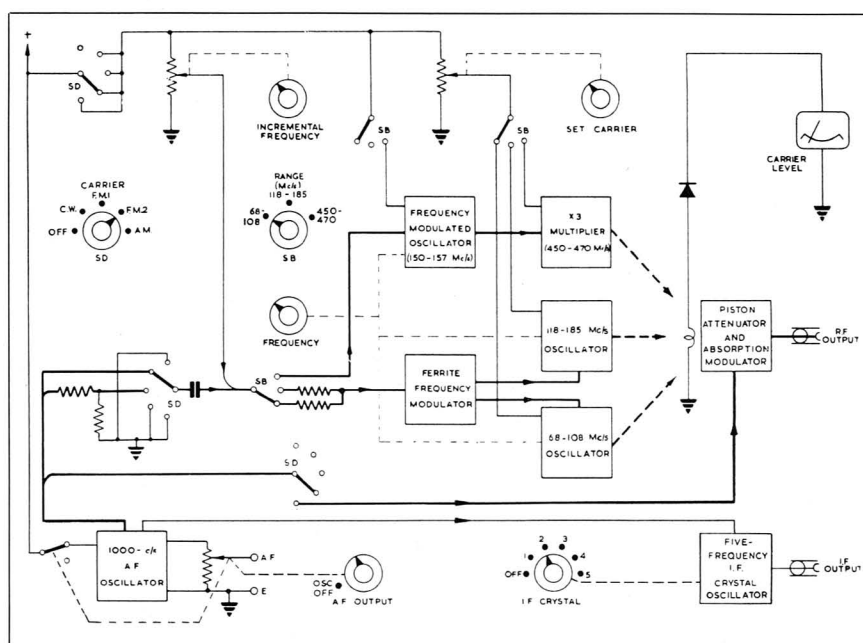 +
SD
INCREMENTAL
FREQUENCY
SB
SB
SET CARRIER
CARRIER
LEVEL
CARRIER
F.M.1
C.W.
F.M.2
OFF
A.M.
SD
RANGE
(Mc/s)
118-185
68-
108
450-
470
SB
FREQUENCY
MODULATED
OSCILLATOR
(150-157 Mc/s)
X 3
MULTIPLIER
(450-470 Mc/s)
FREQUENCY
118-185 Mc/s
OSCILLATOR
PISTON
ATTENUATOR
AND
ABSORPTION
MODULATOR
RF
OUTPUT
SD
SB
FERRITE
FREQUENCY
MODULATOR
68-108 Mc/s
OSCILLATOR
SD
1000-c/s
A.F.
OSCILLATOR
A.F.
E
OSC
OFF
A.F. OUTPUT
OFF
1
2
3
4
5
I.F. CRYSTAL
FIVE-
FREQUENCY
I.F.
CRYSTAL
OSCILLATOR
I.F.
OUTPUT